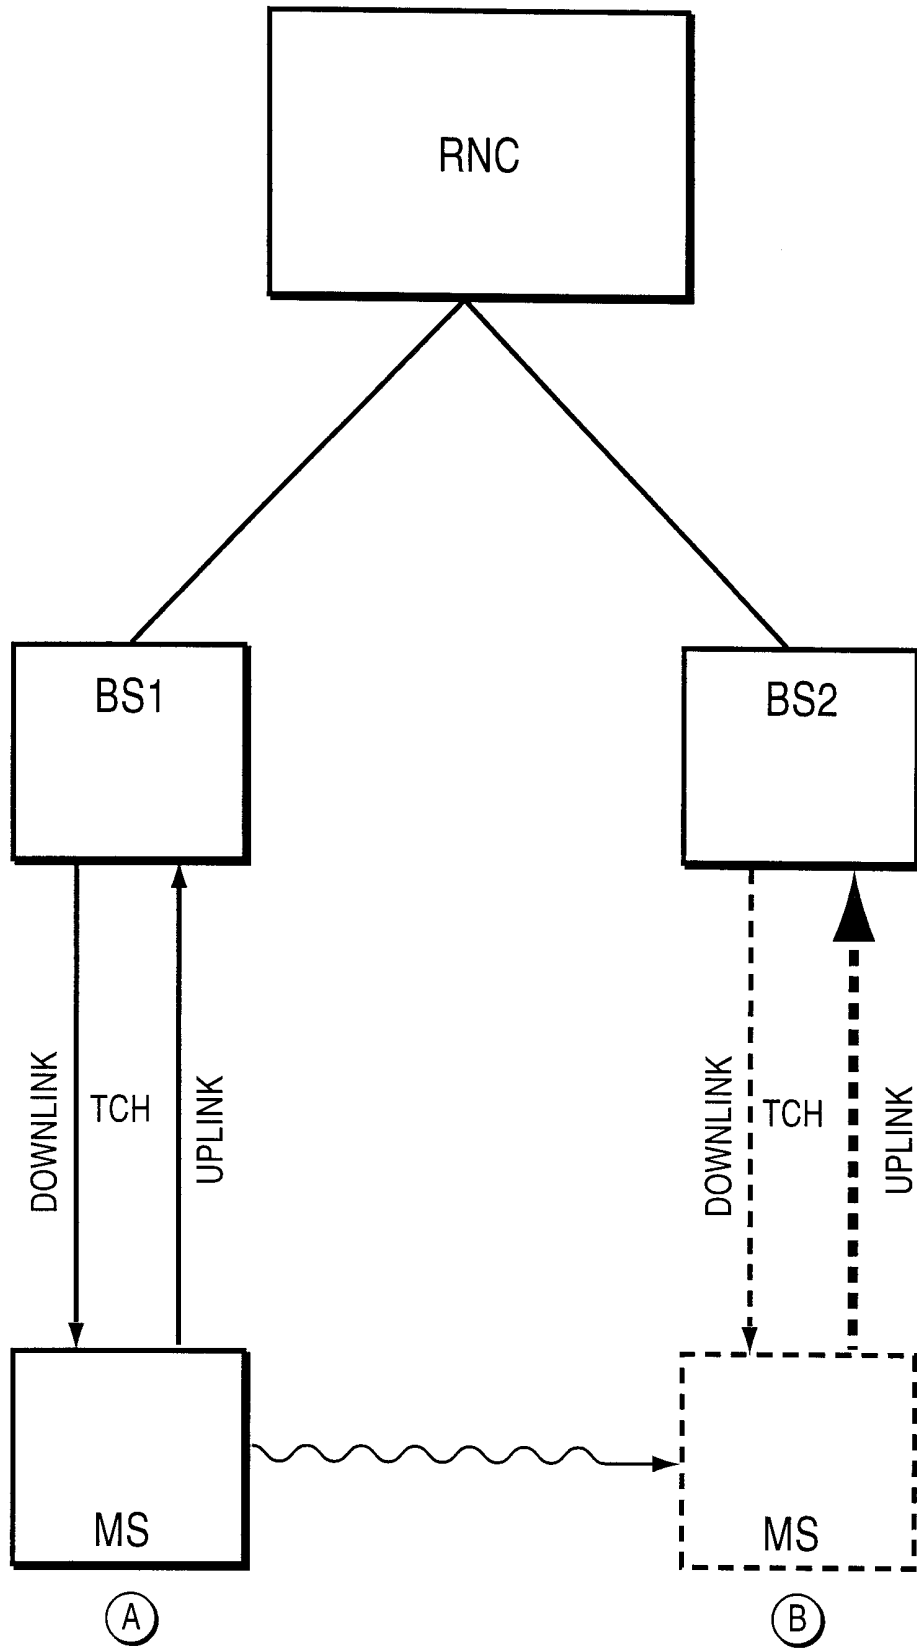 RNC
BS1
BS2
DOWNLINK
TCH
UPLINK
DOWNLINK
TCH
UPLINK
MS
MS
A
B